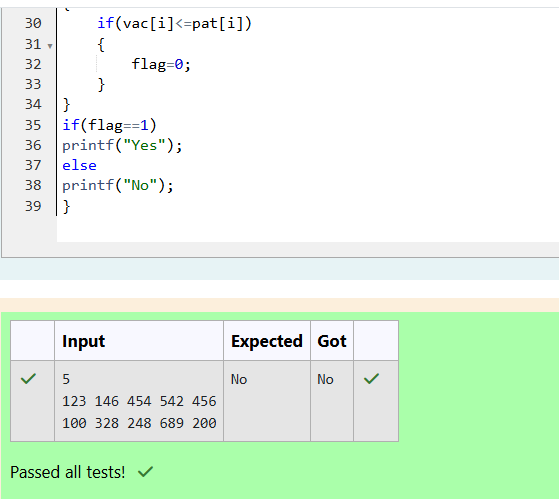 30 if(vac[i]<=pat[i])
31 {
32 flag=0;
33 }
34 }
35 if(flag==1)
36 printf("Yes");
37 else
38 printf("No");
39 }
Input Expected Got
5 No No
123 146 454 542 456
100 328 248 689 200
Passed all tests!